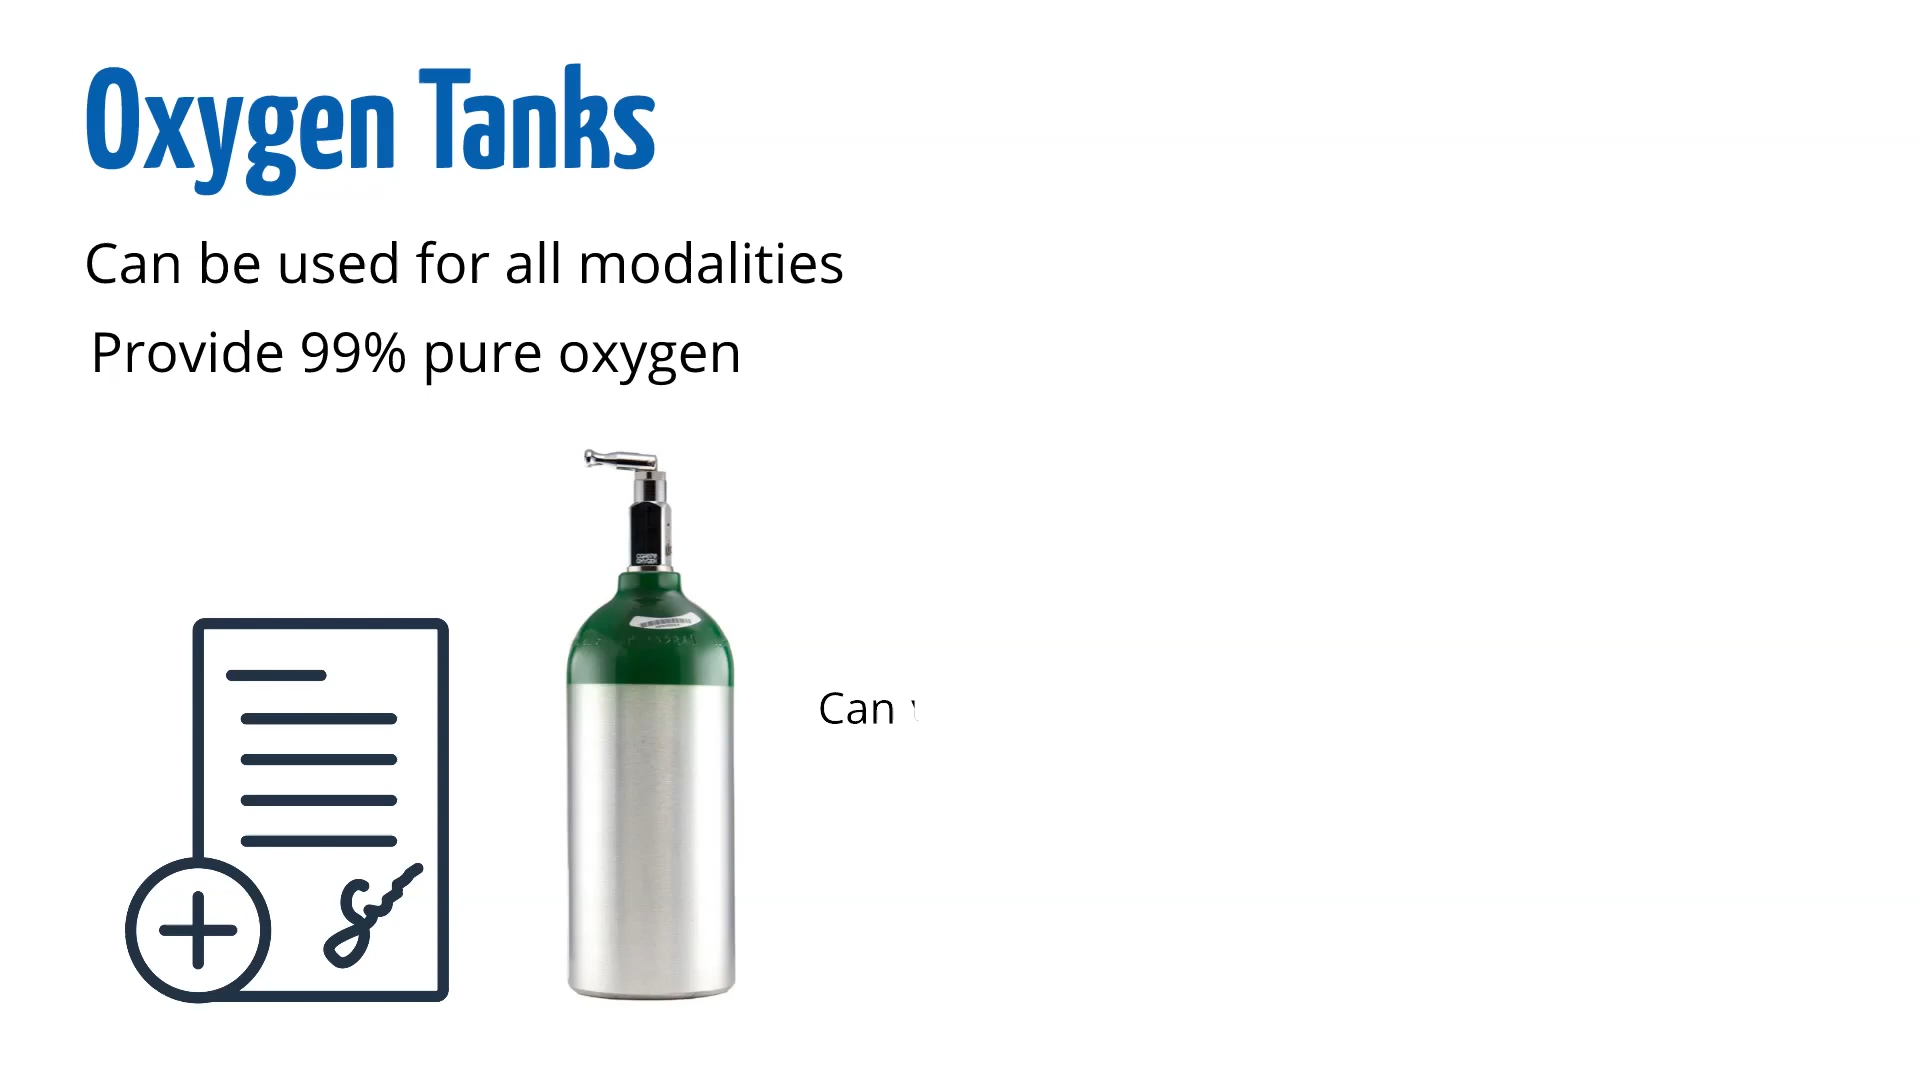 Oxygen Tanks
Can be used for all modalities
Provide 99% pure oxygen
Can